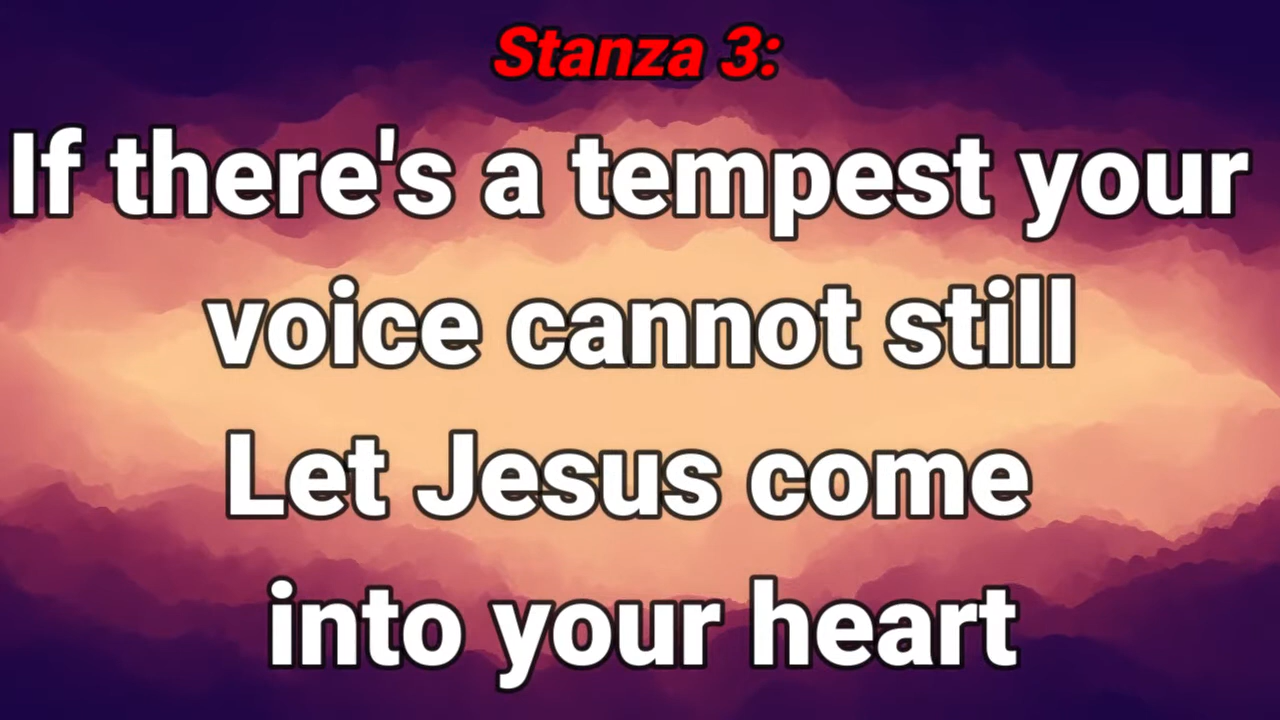 Stanza 3:
If there's a tempest your
voice cannot still
Let Jesus come
into your heart